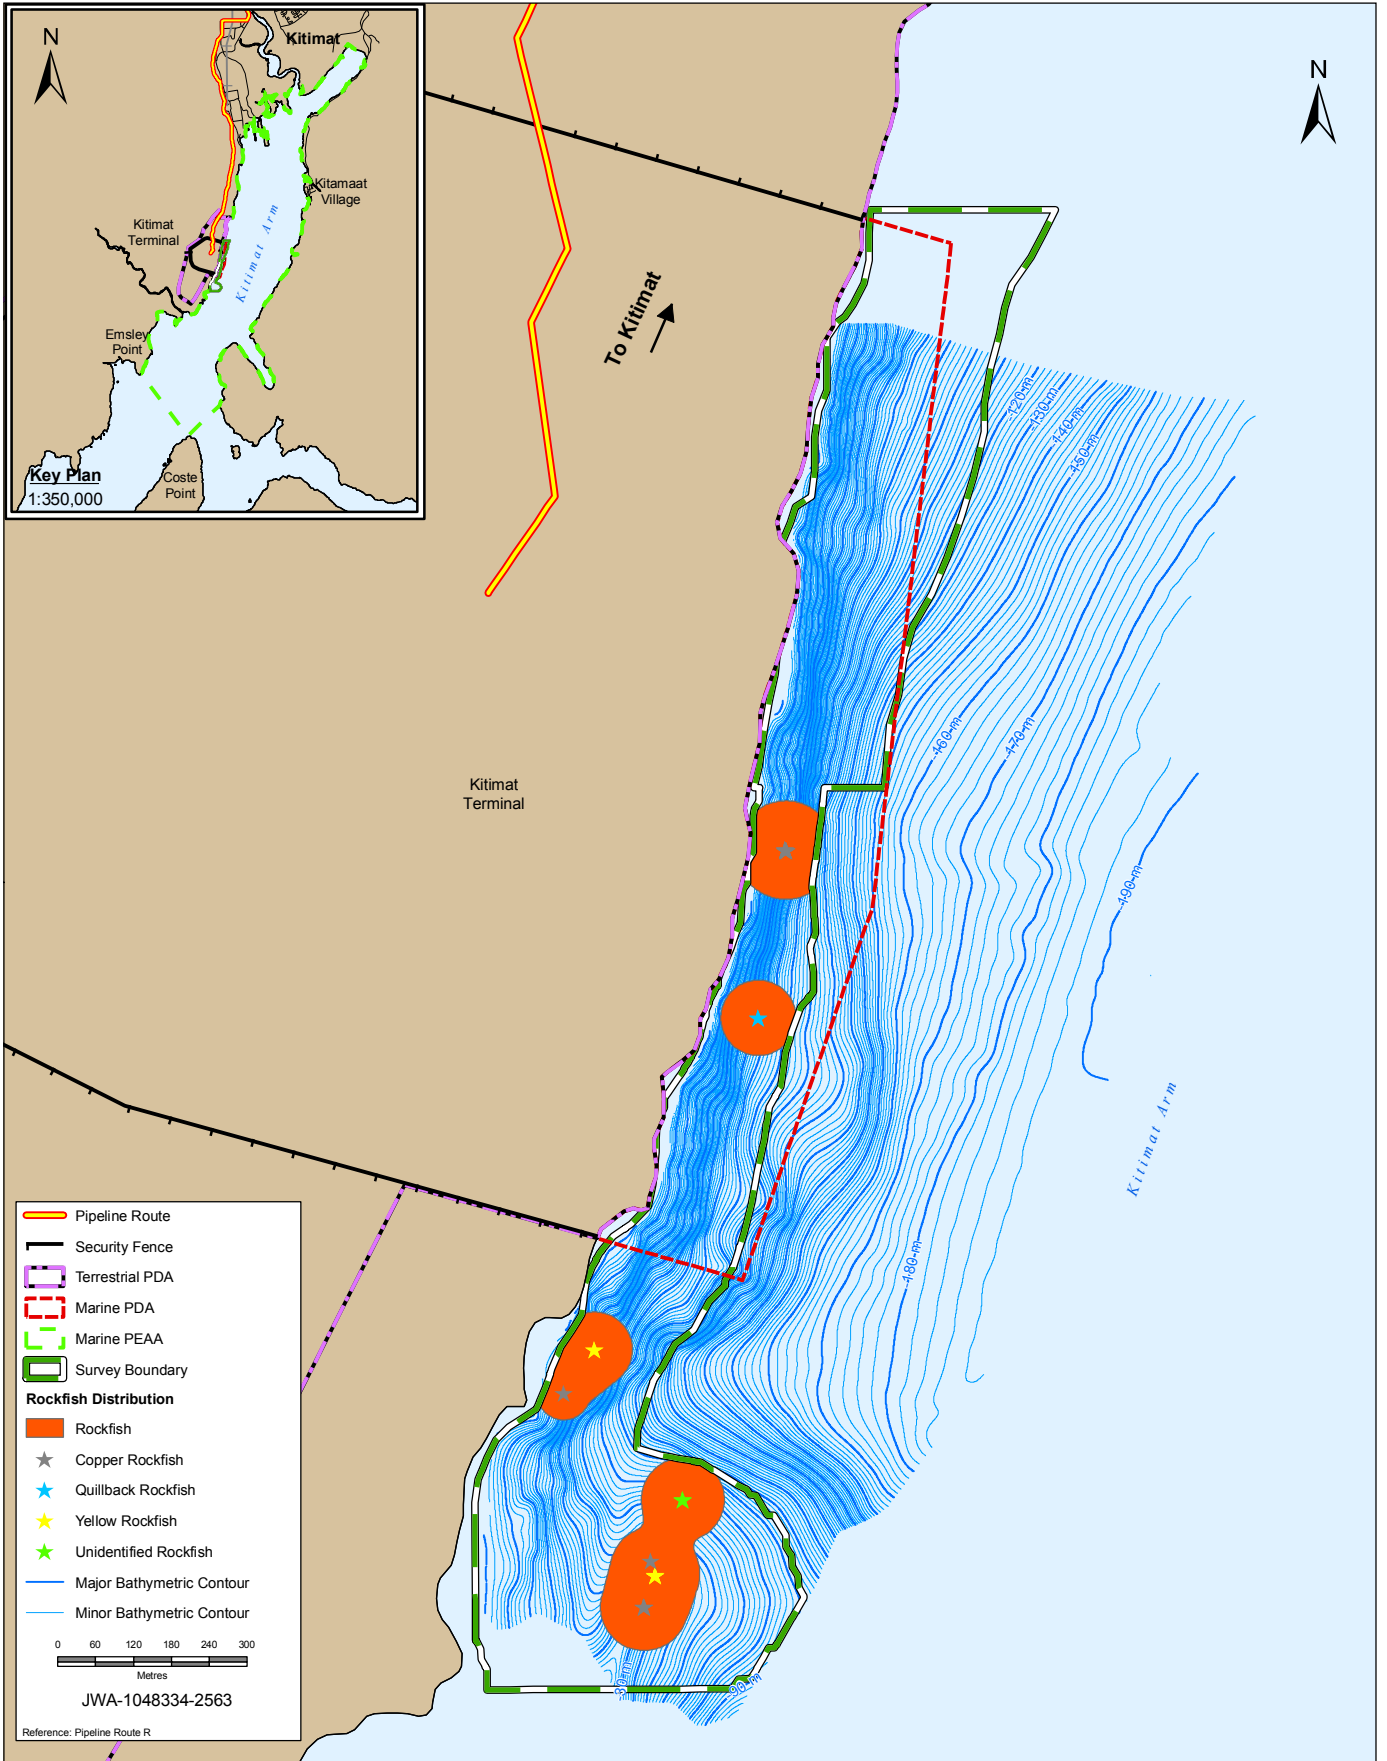 N
Kitimat
Kitamaat
Village
Kitimat
Terminal
Kitimat Arm
Emsley
Point
Coste
Point
Key Plan
1:350,000
N
To Kitimat
-120 m
-130 m
-140 m
-150 m
-160 m
-170 m
Kitimat
Terminal
-190 m
Kitimat Arm
-180 m
-30 m
-90 m
Pipeline Route
Security Fence
Terrestrial PDA
Marine PDA
Marine PEAA
Survey Boundary
Rockfish Distribution
Rockfish
Copper Rockfish
Quillback Rockfish
Yellow Rockfish
Unidentified Rockfish
Major Bathymetric Contour
Minor Bathymetric Contour
0 60 120 180 240 300
Metres
JWA-1048334-2563
Reference: Pipeline Route R